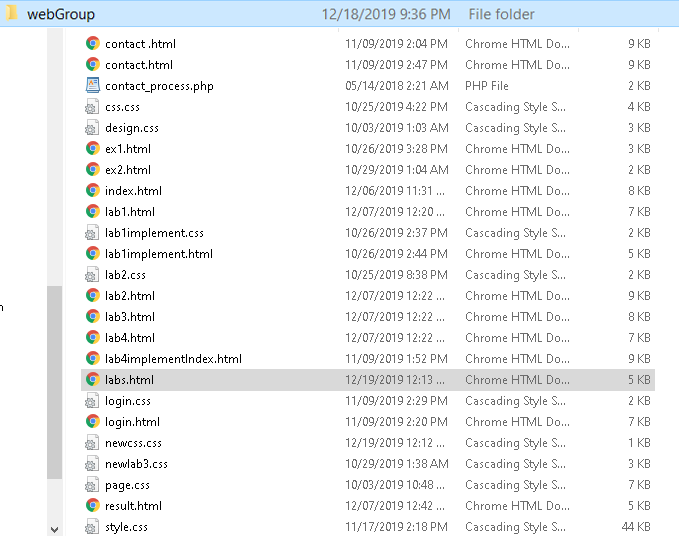 webGroup 12/18/2019 9:36 PM File folder
contact .html 11/09/2019 2:04 PM Chrome HTML Do... 9 KB
contact.html 11/09/2019 2:47 PM Chrome HTML Do... 9 KB
contact_process.php 05/14/2018 2:21 AM PHP File 2 KB
css.css 10/25/2019 4:22 PM Cascading Style S... 4 KB
design.css 10/03/2019 1:03 AM Cascading Style S... 3 KB
ex1.html 10/26/2019 3:28 PM Chrome HTML Do... 3 KB
ex2.html 10/29/2019 1:04 AM Chrome HTML Do... 2 KB
index.html 12/06/2019 11:31 ... Chrome HTML Do... 8 KB
lab1.html 12/07/2019 12:20 ... Chrome HTML Do... 7 KB
lab1implement.css 10/26/2019 2:37 PM Cascading Style S... 2 KB
lab1implement.html 10/26/2019 2:44 PM Chrome HTML Do... 5 KB
lab2.css 10/25/2019 8:38 PM Cascading Style S... 2 KB
lab2.html 12/07/2019 12:22 ... Chrome HTML Do... 9 KB
lab3.html 12/07/2019 12:22 ... Chrome HTML Do... 8 KB
lab4.html 12/07/2019 12:22 ... Chrome HTML Do... 7 KB
lab4implementIndex.html 11/09/2019 1:52 PM Chrome HTML Do... 9 KB
labs.html 12/19/2019 12:13 ... Chrome HTML Do... 5 KB
login.css 11/09/2019 2:29 PM Cascading Style S... 2 KB
login.html 11/09/2019 2:20 PM Chrome HTML Do... 7 KB
newcss.css 12/19/2019 12:12 ... Cascading Style S... 1 KB
newlab3.css 10/29/2019 1:38 AM Cascading Style S... 3 KB
page.css 10/03/2019 10:48 ... Cascading Style S... 7 KB
result.html 12/07/2019 12:42 ... Chrome HTML Do... 5 KB
style.css 11/17/2019 2:18 PM Cascading Style S... 44 KB